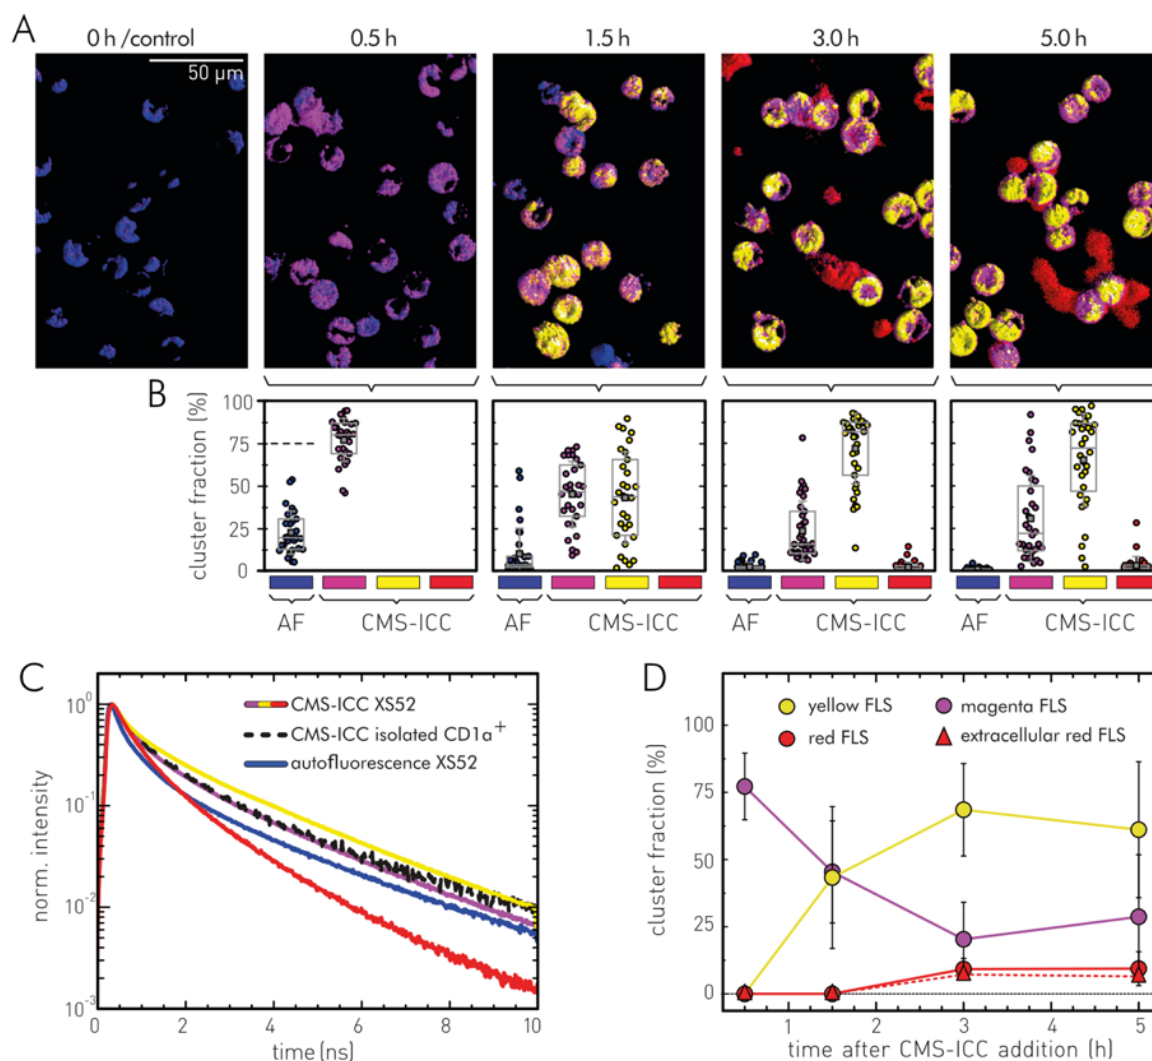 A
0 h /control
0.5 h
1.5 h
3.0 h
5.0 h
50 µm
B
cluster fraction (%)
100
75
50
25
0
AF
CMS-ICC
AF
CMS-ICC
AF
CMS-ICC
AF
CMS-ICC
C
norm. intensity
10⁰
10⁻¹
10⁻²
10⁻³
CMS-ICC XS52
CMS-ICC isolated CD1a⁺
autofluorescence XS52
0
2
4
6
8
10
time (ns)
D
cluster fraction (%)
100
75
50
25
0
yellow FLS
magenta FLS
red FLS
extracellular red FLS
1
2
3
4
5
time after CMS-ICC addition (h)